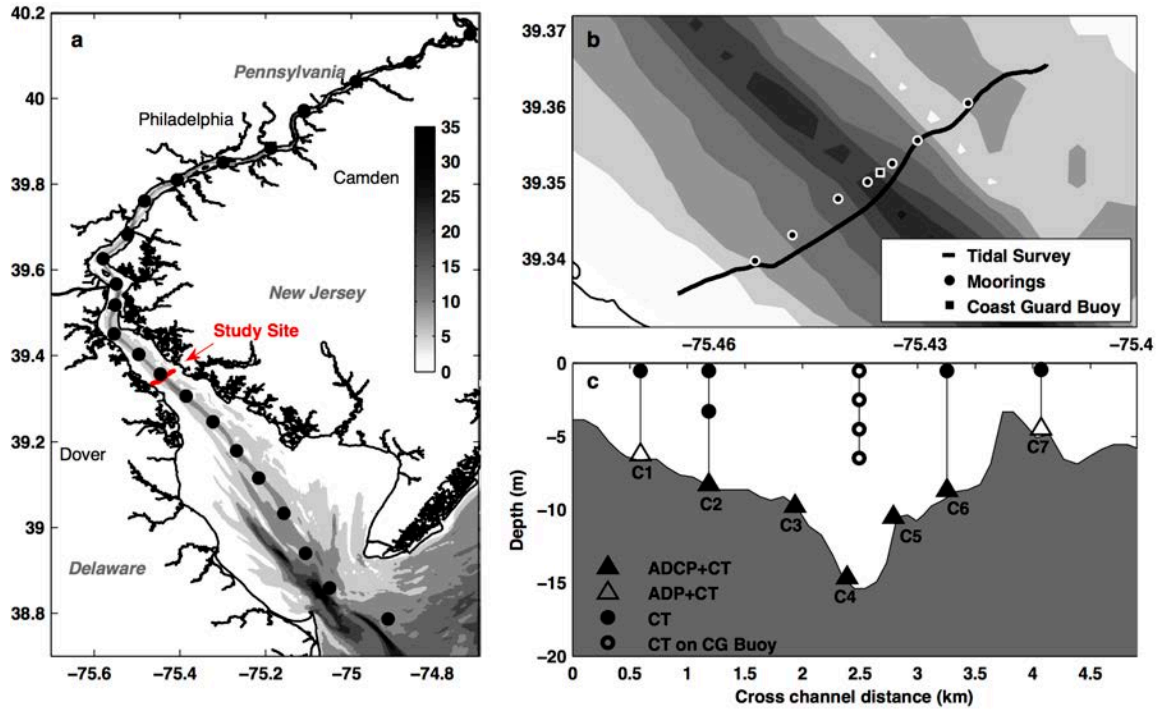 a
40.2
40
39.8
39.6
39.4
39.2
39
38.8
Pennsylvania
Philadelphia
Camden
35
30
25
20
15
10
5
0
New Jersey
Study Site
Dover
Delaware
−75.6 −75.4 −75.2 −75 −74.8
b
39.37
39.36
39.35
39.34
Tidal Survey
Moorings
Coast Guard Buoy
−75.46 −75.43 −75.4
c
0
−5
−10
−15
−20
Depth (m)
C1
C2
C3
C4
C5
C6
C7
ADCP+CT
ADP+CT
CT
CT on CG Buoy
0 0.5 1 1.5 2 2.5 3 3.5 4 4.5
Cross channel distance (km)